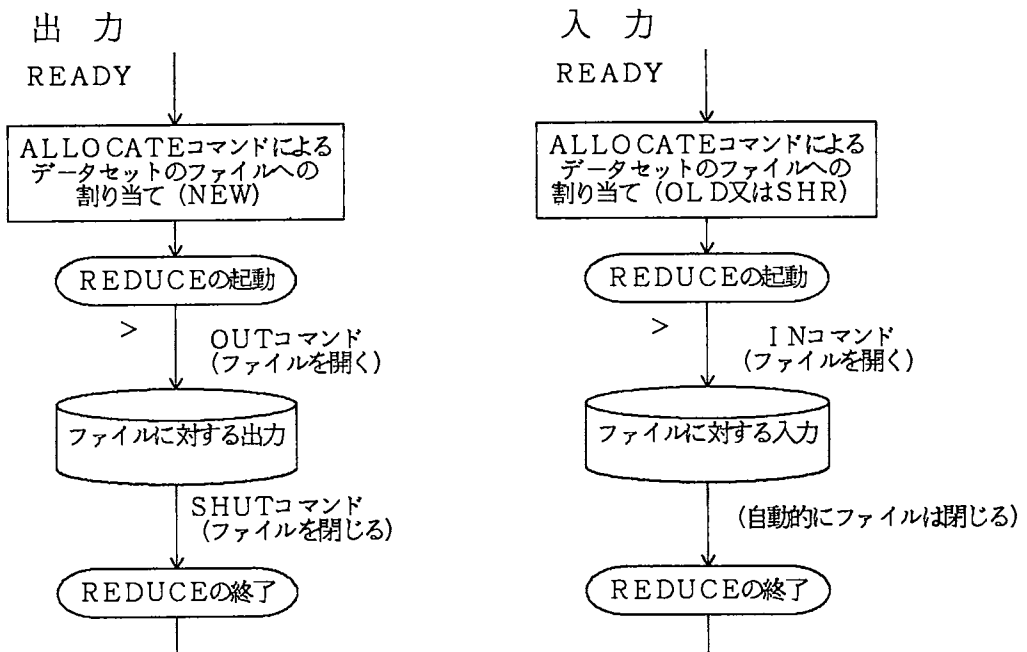 出 力
READY
ALLOCATEコマンドによる
データセットのファイルへの
割り当て (NEW)
REDUCEの起動
>
OUTコマンド
(ファイルを開く)
ファイルに対する出力
SHUTコマンド
(ファイルを閉じる)
REDUCEの終了
入 力
READY
ALLOCATEコマンドによる
データセットのファイルへの
割り当て (OLD又はSHR)
REDUCEの起動
>
INコマンド
(ファイルを開く)
ファイルに対する入力
(自動的にファイルは閉じる)
REDUCEの終了